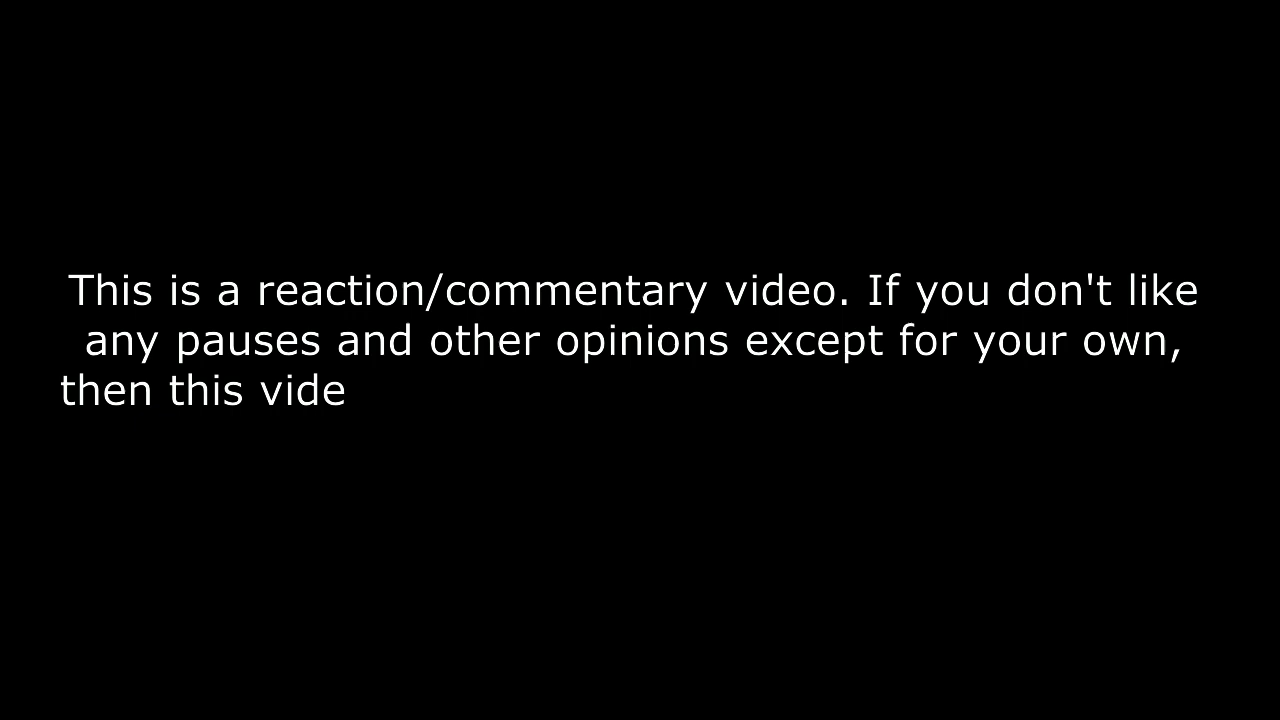 This is a reaction/commentary video. If you don't like
any pauses and other opinions except for your own,
then this vide